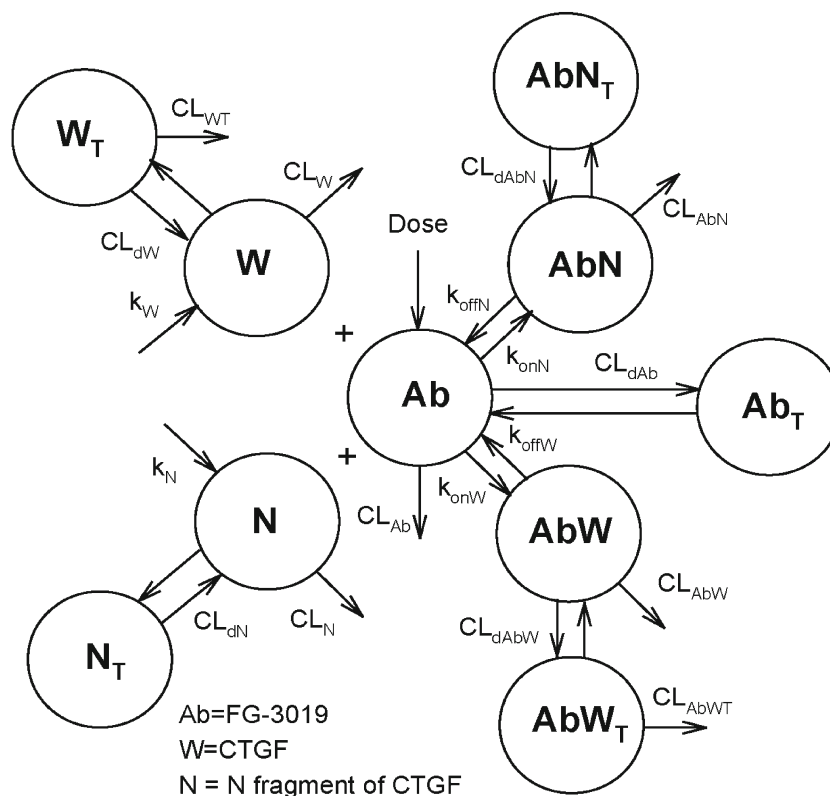 AbN_T
W_T
CL_WT
CL_dAbN
CL_W
CL_AbN
Dose
CL_dW
W
AbN
k_W
k_offN
+
k_onN
CL_dAb
Ab
Ab_T
k_offW
+
k_N
k_onW
N
CL_Ab
AbW
CL_AbW
CL_dN
CL_N
CL_dAbW
N_T
CL_AbWT
AbW_T
Ab=FG-3019
W=CTGF
N = N fragment of CTGF